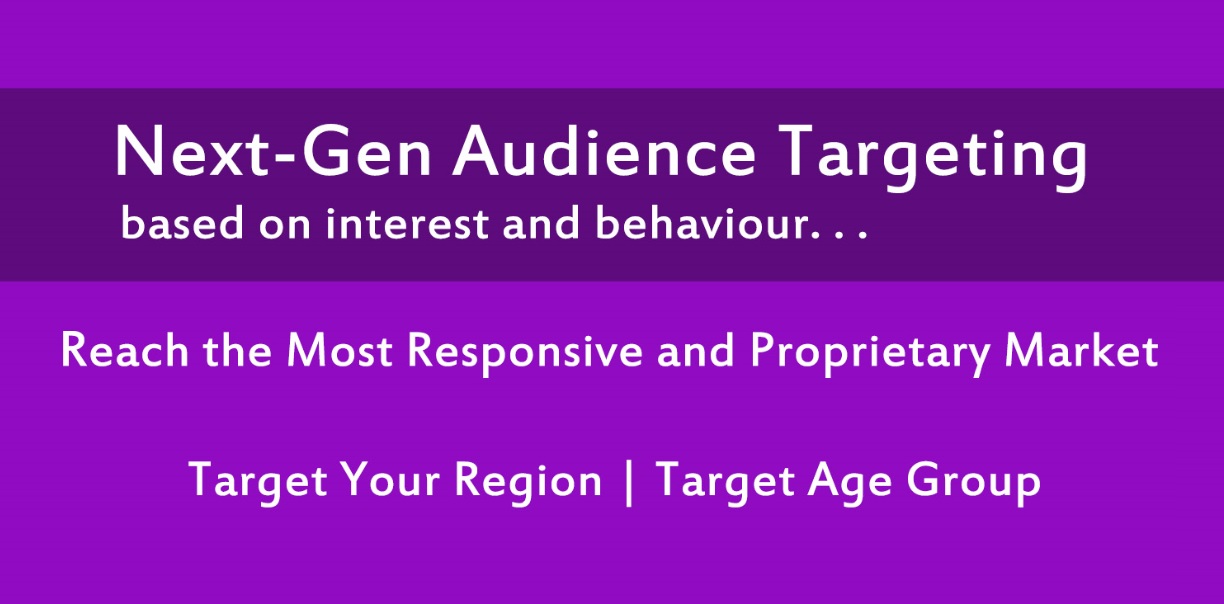 Next-Gen Audience Targeting
based on interest and behaviour. . .
Reach the Most Responsive and Proprietary Market
Target Your Region | Target Age Group